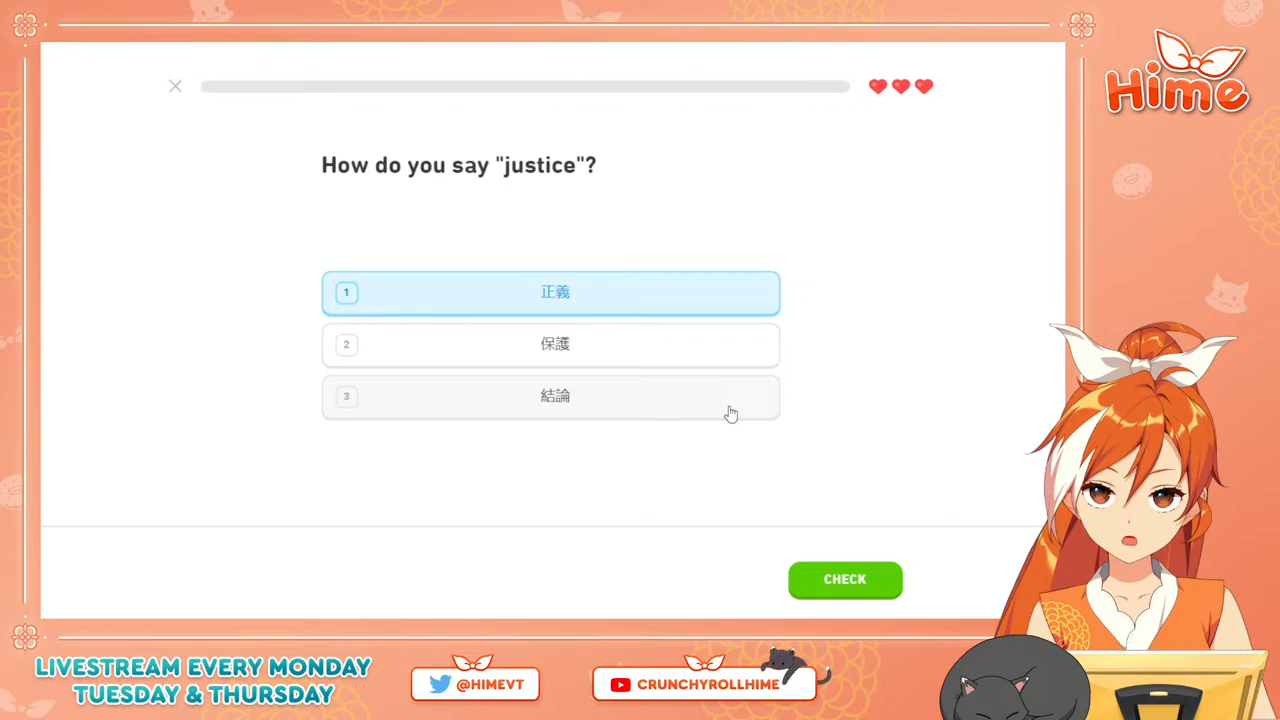 Hime
How do you say "justice"?
1 正義
2 保護
3 結論
CHECK
LIVESTREAM EVERY MONDAY
TUESDAY & THURSDAY
@HIMEVT
CRUNCHYROLLHIME